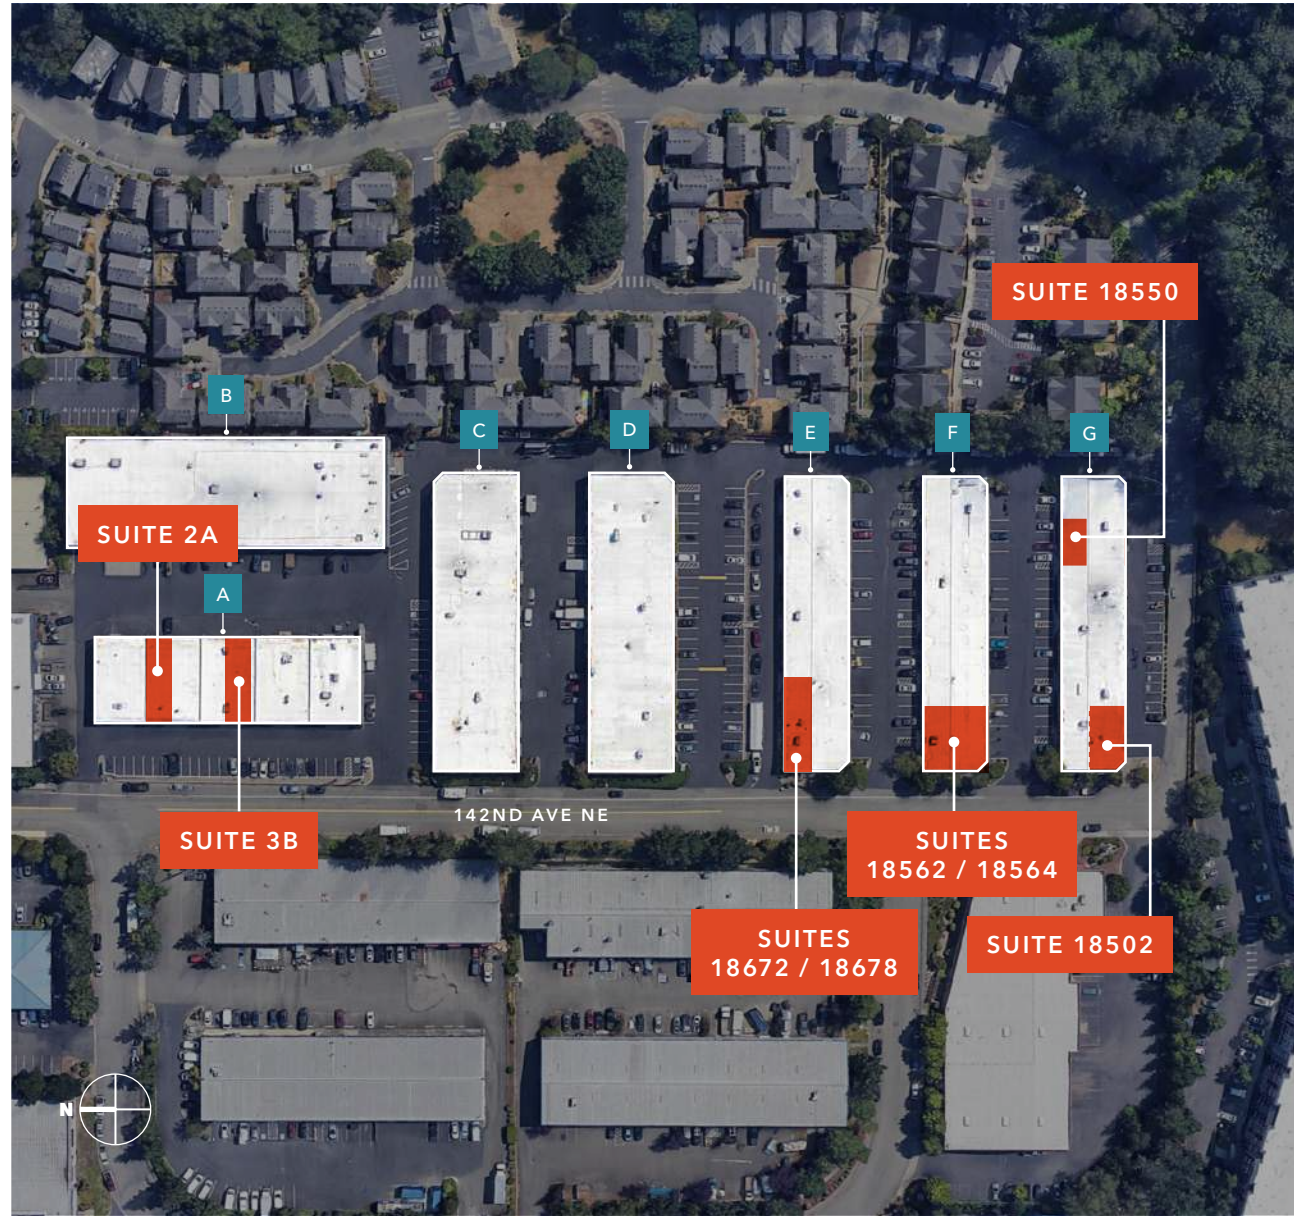 SUITE 18550
B
C
D
E
F
G
SUITE 2A
A
142ND AVE NE
SUITE 3B
SUITES
18562 / 18564
SUITES
18672 / 18678
SUITE 18502
N